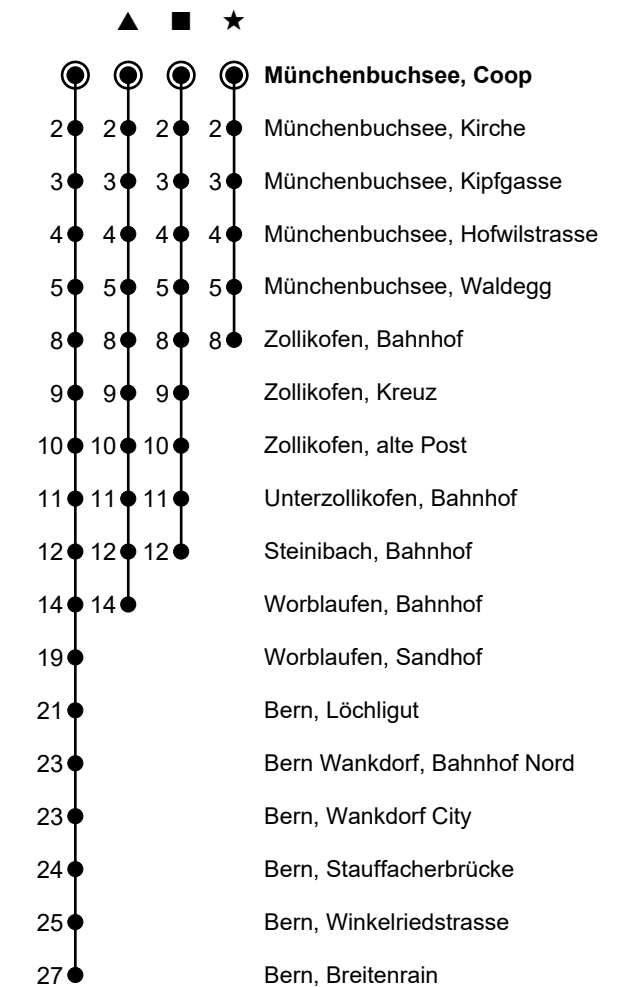 ▲ ■ ★
Münchenbuchsee, Coop
2 2 2 2 Münchenbuchsee, Kirche
3 3 3 3 Münchenbuchsee, Kipfgasse
4 4 4 4 Münchenbuchsee, Hofwilstrasse
5 5 5 5 Münchenbuchsee, Waldegg
8 8 8 8 Zollikofen, Bahnhof
9 9 9 Zollikofen, Kreuz
10 10 10 Zollikofen, alte Post
11 11 11 Unterzollikofen, Bahnhof
12 12 12 Steinibach, Bahnhof
14 14 Worblaufen, Bahnhof
19 Worblaufen, Sandhof
21 Bern, Löchligut
23 Bern Wankdorf, Bahnhof Nord
23 Bern, Wankdorf City
24 Bern, Stauffacherbrücke
25 Bern, Winkelriedstrasse
27 Bern, Breitenrain